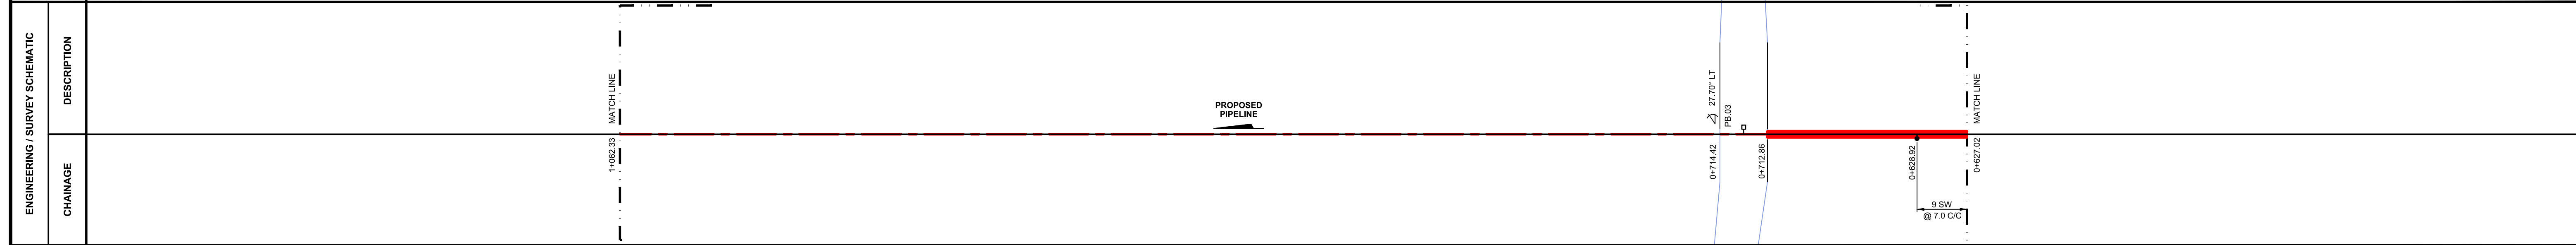 ENGINEERING / SURVEY SCHEMATIC
DESCRIPTION
CHAINAGE
MATCH LINE
1+062.33
PROPOSED
PIPELINE
27.70° LT
PB.03
0+714.42
0+712.86
0+628.92
MATCH LINE
0+627.02
9 SW
@ 7.0 C/C